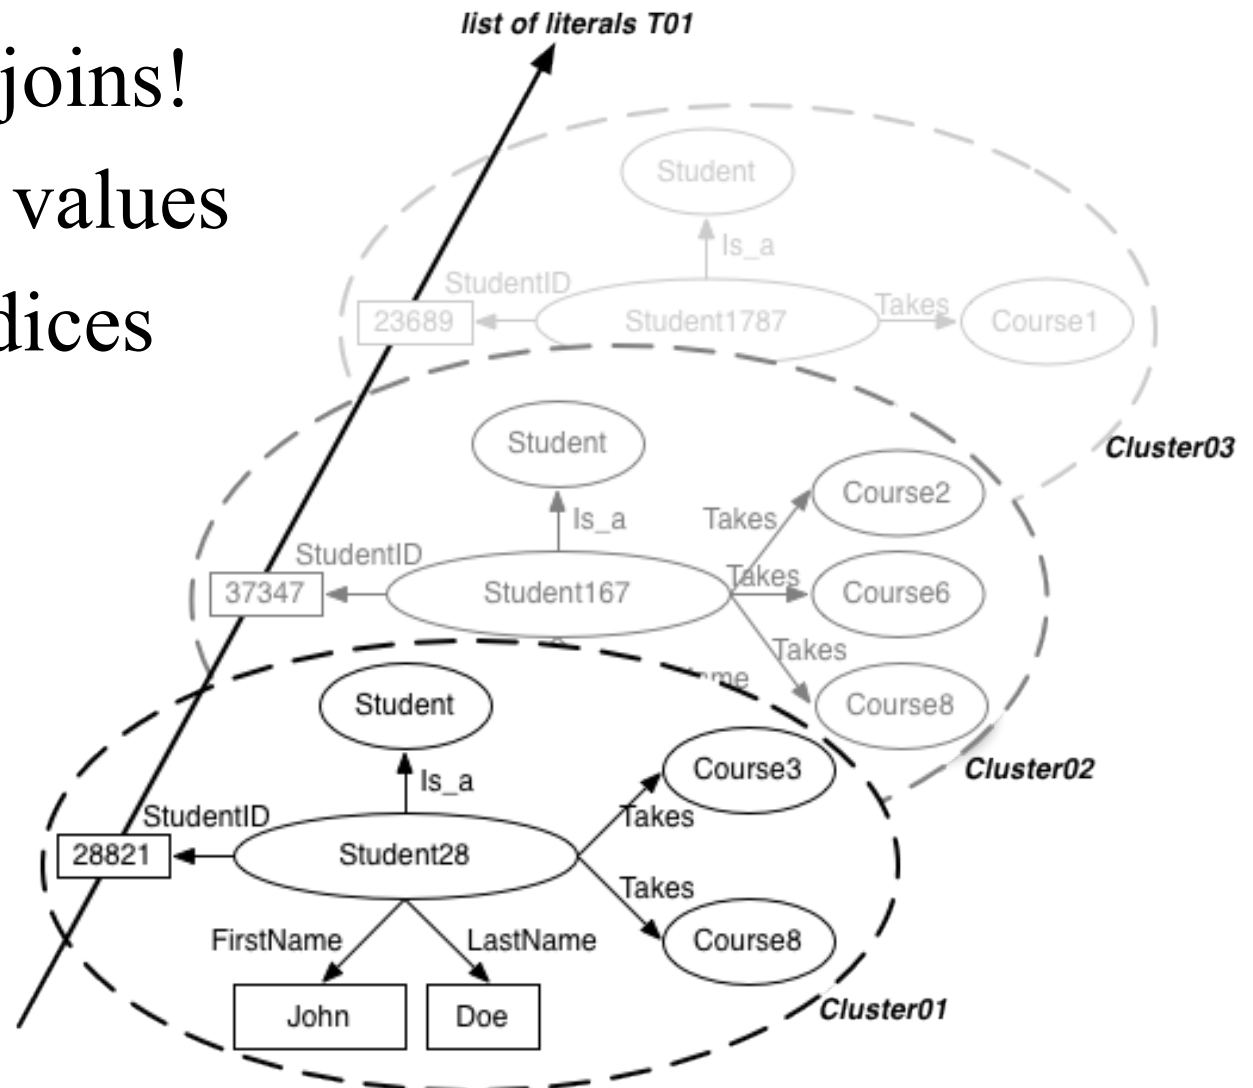 list of literals T01
joins!
values
dices
Student
Is_a
StudentID
Takes
23689
Student1787
Course1
Cluster03
Student
Course2
Is_a
Takes
StudentID
Takes
37347
Student167
Course6
Takes
Student
Course8
Course3
Cluster02
Is_a
StudentID
Takes
28821
Student28
Takes
FirstName
LastName
Course8
John
Doe
Cluster01